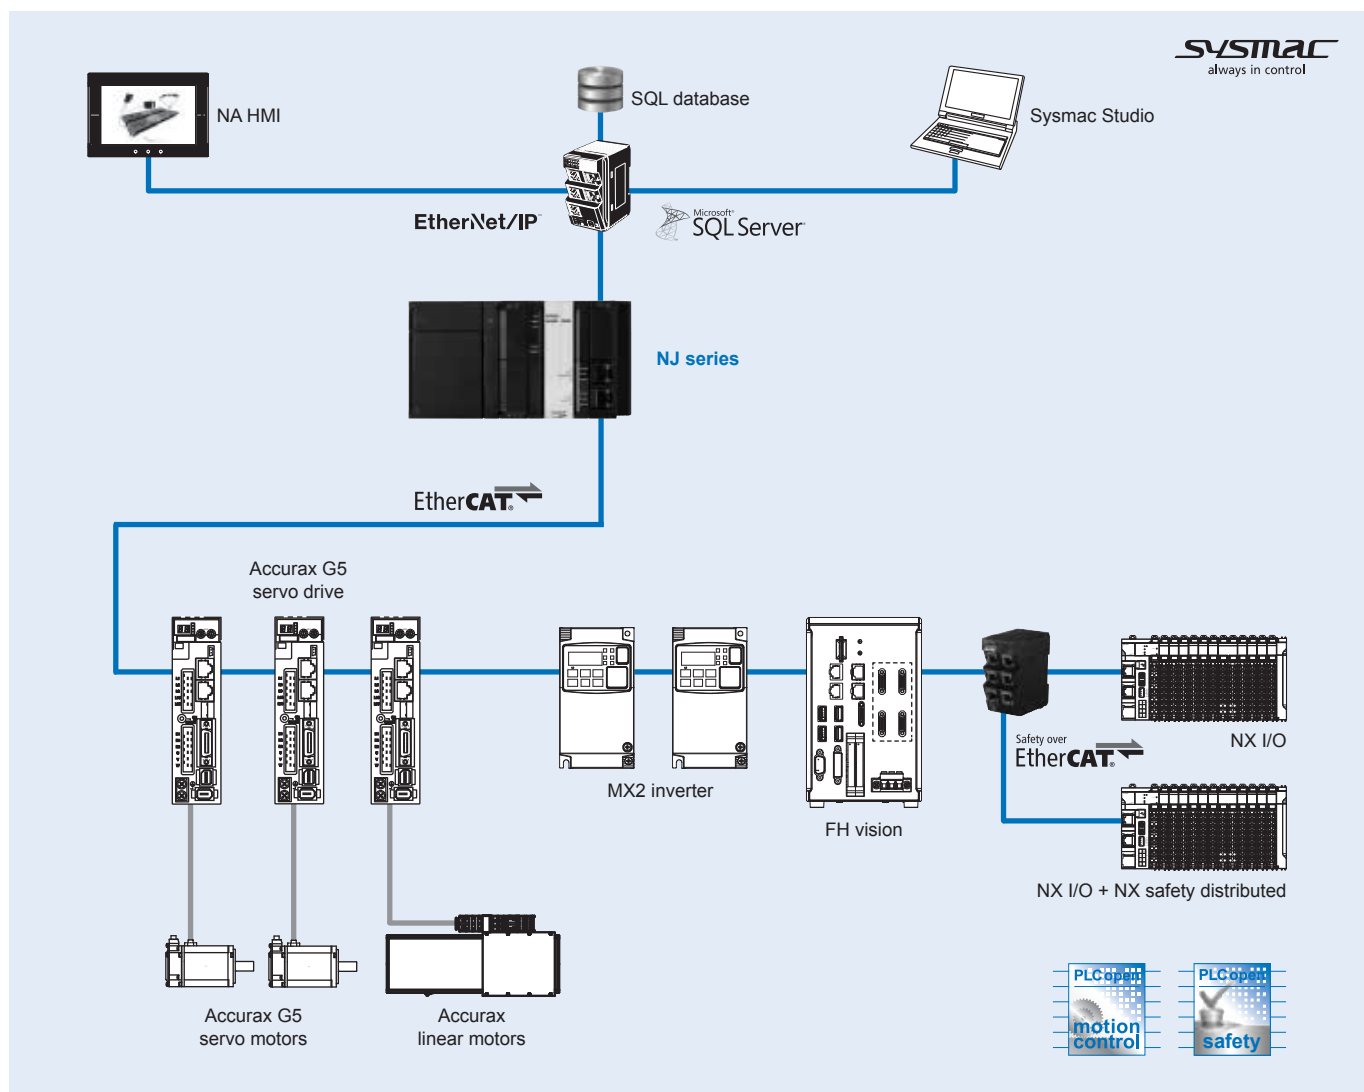 sysmac
always in control
NA HMI
SQL database
Sysmac Studio
EtherNet/IP™
Microsoft®
SQL Server®
NJ series
EtherCAT®
Accurax G5
servo drive
MX2 inverter
FH vision
NX I/O
Safety over
EtherCAT®
NX I/O + NX safety distributed
Accurax G5
servo motors
Accurax
linear motors
PLCopen
motion
control
PLCopen
safety